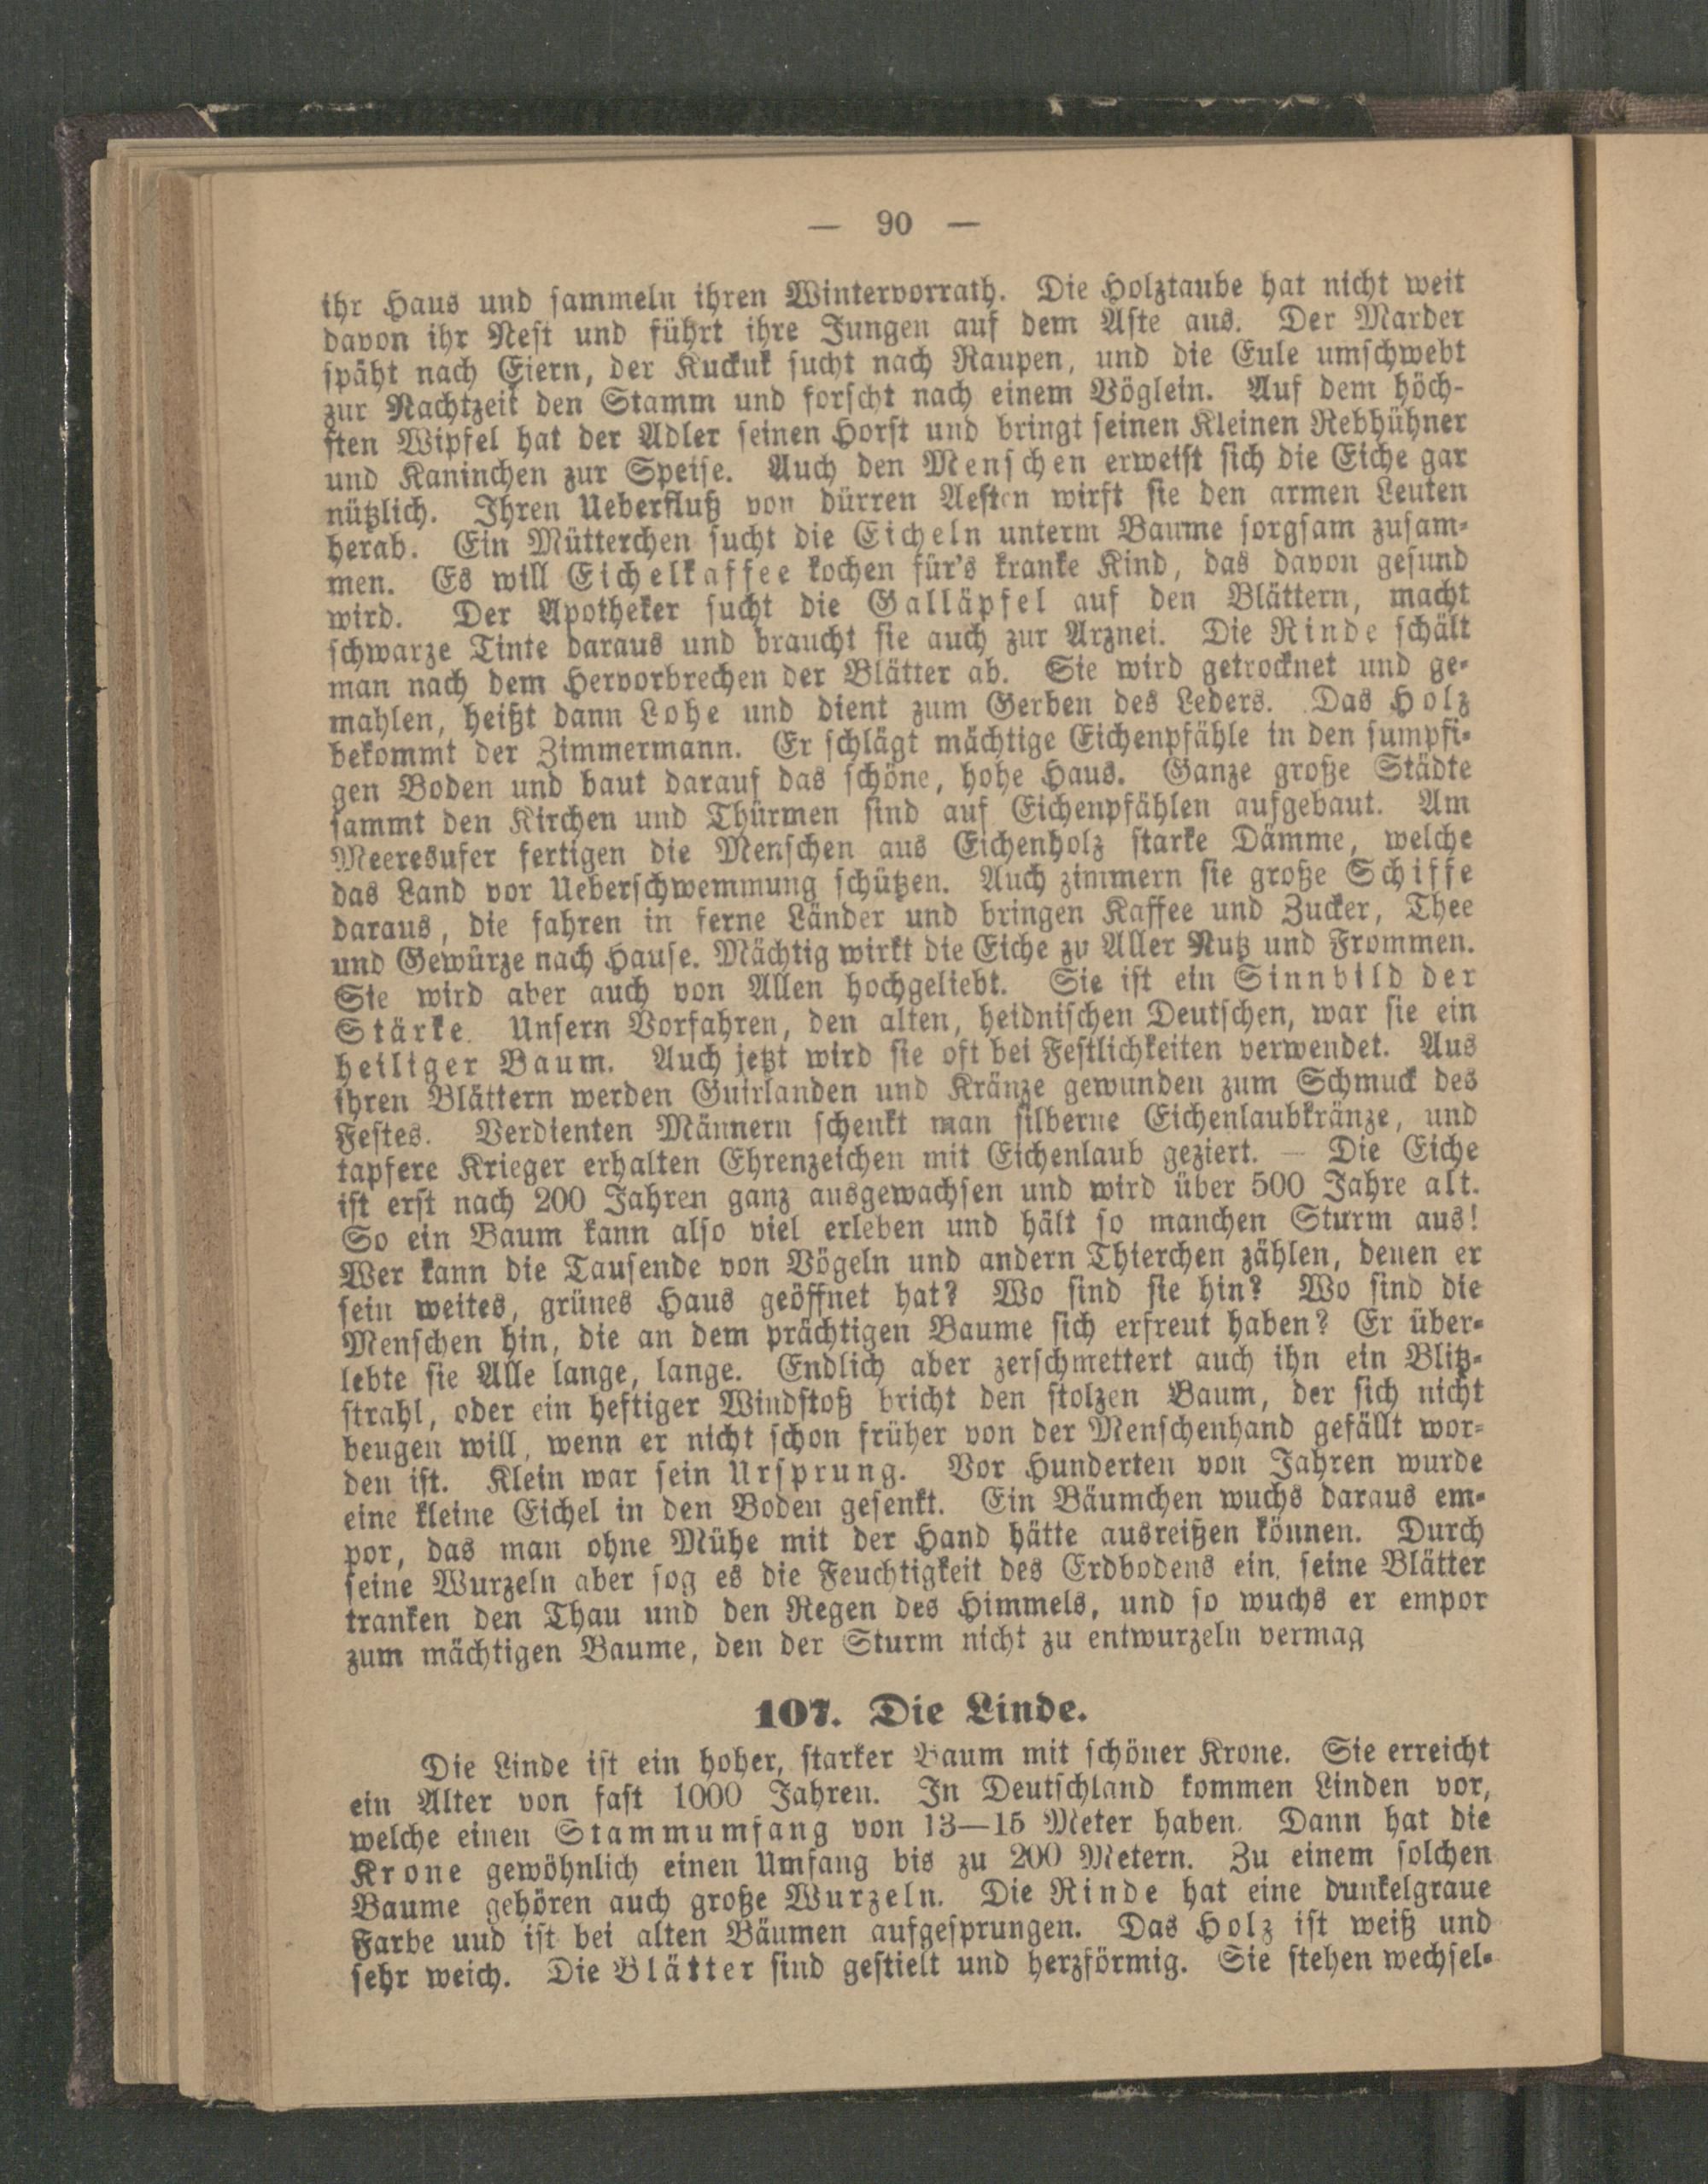 — 90 —
ihr Haus und sammeln ihren Wintervorrath. Die Holztaube hat nicht weit
davon ihr Nest und führt ihre Jungen auf dem Aste aus. Der Marder
späht nach Eiern, der Kuckuk sucht nach Raupen, und die Eule umschwebt
zur Nachtzeit den Stamm und forscht nach einem Vöglein. Auf dem höch-
sten Wipfel hat der Adler seinen Horst und bringt seinen Kleinen Rebhühner
und Kaninchen zur Speise. Auch den Menschen erweist sich die Eiche gar
nützlich. Ihren Ueberfluß von dürren Aesten wirft sie den armen Leuten
herab. Ein Mütterchen sucht die Eicheln unterm Baume sorgsam zusam-
men. Es will Eichelkaffee kochen für's kranke Kind, das davon gesund
wird. Der Apotheker sucht die Galläpfel auf den Blättern, macht
schwarze Tinte daraus und braucht sie auch zur Arznei. Die Rinde schält
man nach dem Hervorbrechen der Blätter ab. Sie wird getrocknet und ge-
mahlen, heißt dann Lohe und dient zum Gerben des Leders. Das Holz
bekommt der Zimmermann. Er schlägt mächtige Eichenpfähle in den sumpfi-
gen Boden und baut darauf das schöne, hohe Haus. Ganze große Städte
sammt den Kirchen und Thürmen sind auf Eichenpfählen aufgebaut. Am
Meeresufer fertigen die Menschen aus Eichenholz starke Dämme, welche
das Land vor Ueberschwemmung schützen. Auch zimmern sie große Schiffe
daraus, die fahren in ferne Länder und bringen Kaffee und Zucker, Thee
und Gewürze nach Hause. Mächtig wirkt die Eiche zu Aller Nutz und Frommen.
Sie wird aber auch von Allen hochgeliebt. Sie ist ein Sinnbild der
Stärke. Unsern Vorfahren, den alten, heidnischen Deutschen, war sie ein
heiliger Baum. Auch jetzt wird sie oft bei Festlichkeiten verwendet. Aus
ihren Blättern werden Guirlanden und Kränze gewunden zum Schmuck des
Festes. Verdienten Männern schenkt man silberne Eichenlaubkränze, und
tapfere Krieger erhalten Ehrenzeichen mit Eichenlaub geziert. — Die Eiche
ist erst nach 200 Jahren ganz ausgewachsen und wird über 500 Jahre alt.
So ein Baum kann also viel erleben und hält so manchen Sturm aus!
Wer kann die Tausende von Vögeln und andern Thierchen zählen, denen er
sein weites, grünes Haus geöffnet hat? Wo sind sie hin? Wo sind die
Menschen hin, die an dem prächtigen Baume sich erfreut haben? Er über-
lebte sie Alle lange, lange. Endlich aber zerschmettert auch ihn ein Blitz-
strahl, oder ein heftiger Windstoß bricht den stolzen Baum, der sich nicht
beugen will, wenn er nicht schon früher von der Menschenhand gefällt wor-
den ist. Klein war sein Ursprung. Vor Hunderten von Jahren wurde
eine kleine Eichel in den Boden gesenkt. Ein Bäumchen wuchs daraus em-
por, das man ohne Mühe mit der Hand hätte ausreißen können. Durch
seine Wurzeln aber sog es die Feuchtigkeit des Erdbodens ein, seine Blätter
tranken den Thau und den Regen des Himmels, und so wuchs er empor
zum mächtigen Baume, den der Sturm nicht zu entwurzeln vermag
107. Die Linde.
Die Linde ist ein hoher, starker Baum mit schöner Krone. Sie erreicht
ein Alter von fast 1000 Jahren. In Deutschland kommen Linden vor,
welche einen Stammumfang von 13—15 Meter haben. Dann hat die
Krone gewöhnlich einen Umfang bis zu 200 Metern. Zu einem solchen
Baume gehören auch große Wurzeln. Die Rinde hat eine dunkelgraue
Farbe uud ist bei alten Bäumen aufgesprungen. Das Holz ist weiß und
sehr weich. Die Blätter sind gestielt und herzförmig. Sie stehen wechsel-